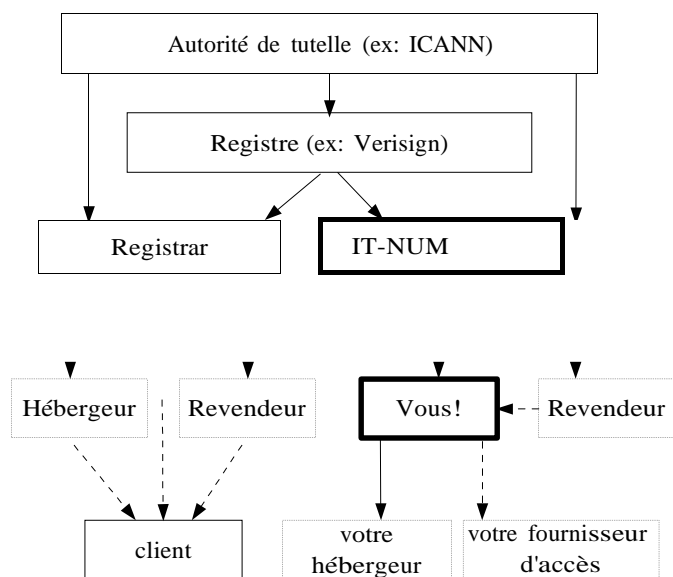 Autorité de tutelle (ex: ICANN)
Registre (ex: Verisign)
Registrar
IT-NUM
Hébergeur
Revendeur
Vous!
Revendeur
client
votre
hébergeur
votre fournisseur
d'accès